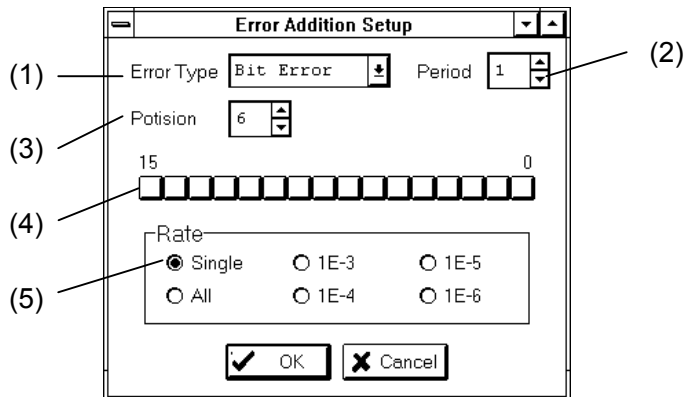 Error Addition Setup
(1) Error Type Bit Error Period 1 (2)
(3) Potision 6
15 0
(4)
Rate
(5) Single 1E-3 1E-5
All 1E-4 1E-6
OK Cancel